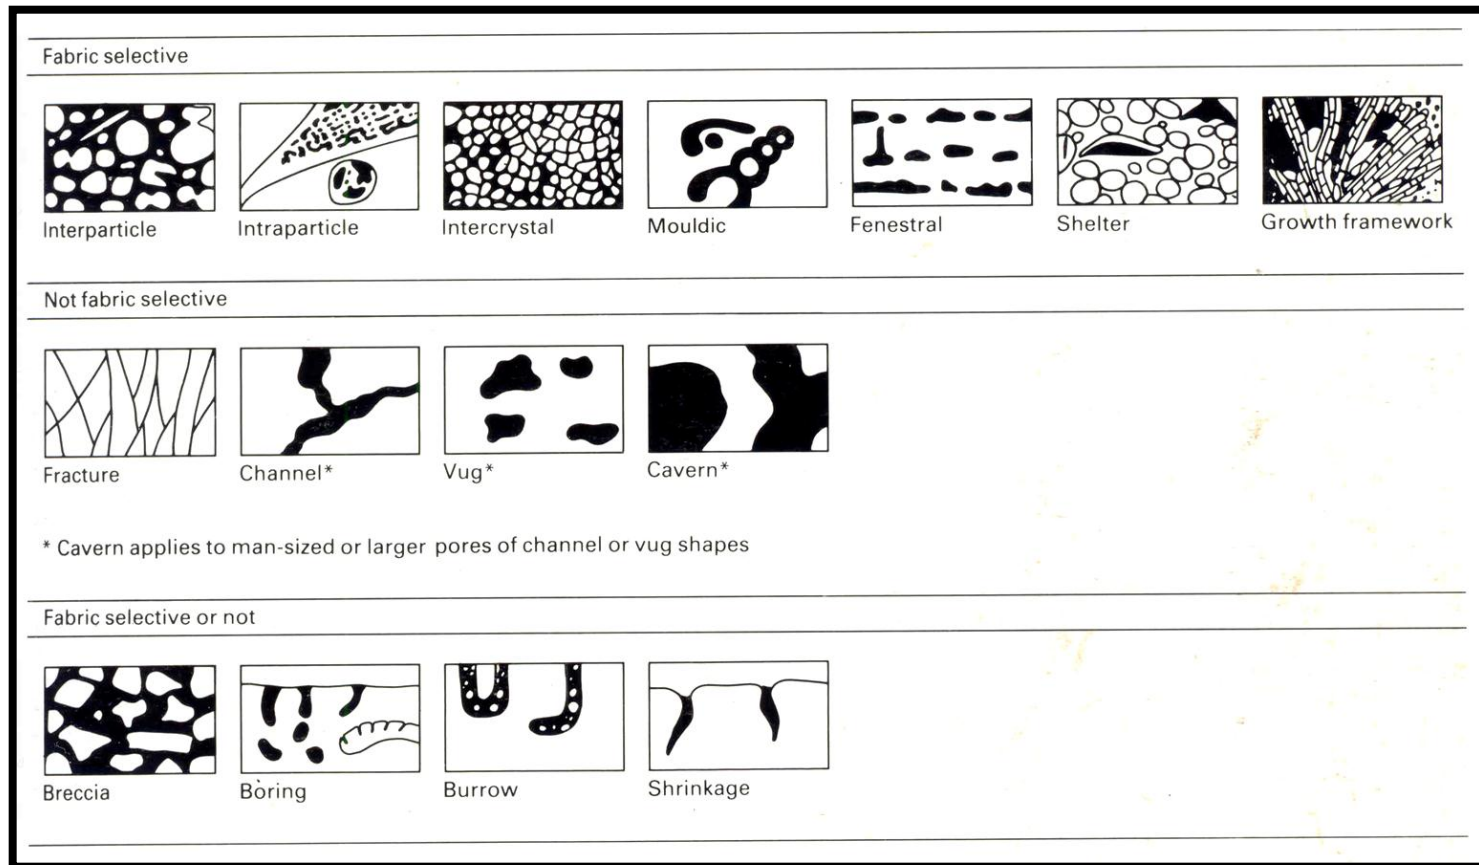 Fabric selective
Interparticle Intraparticle Intercrystal Mouldic Fenestral Shelter Growth framework
Not fabric selective
Fracture Channel* Vug* Cavern*
* Cavern applies to man-sized or larger pores of channel or vug shapes
Fabric selective or not
Breccia Boring Burrow Shrinkage